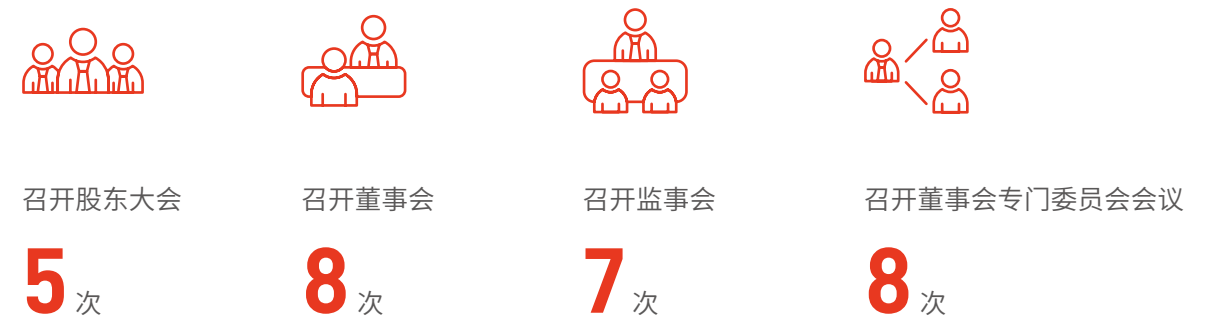 召开股东大会
5 次
召开董事会
8 次
召开监事会
7 次
召开董事会专门委员会会议
8 次